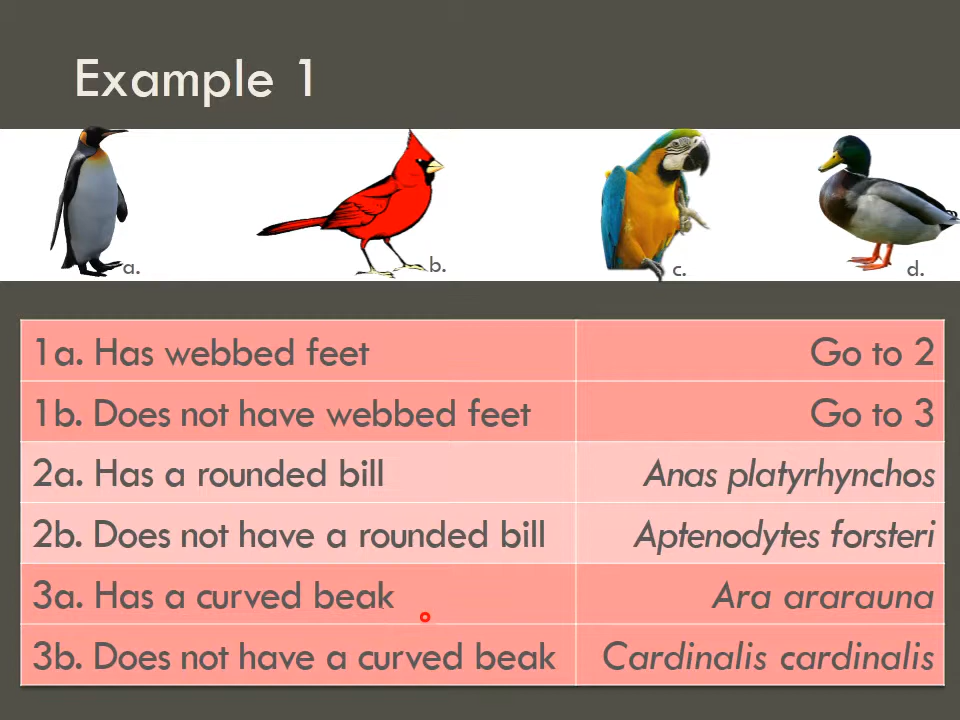 Example 1
a.
b.
c.
d.
1a. Has webbed feet Go to 2
1b. Does not have webbed feet Go to 3
2a. Has a rounded bill Anas platyrhynchos
2b. Does not have a rounded bill Aptenodytes forsteri
3a. Has a curved beak Ara ararauna
3b. Does not have a curved beak Cardinalis cardinalis